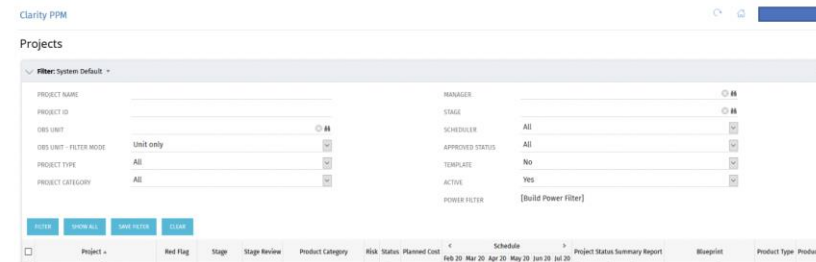 Clarity PPM
Projects
Filter: System Default
PROJECT NAME
PROJECT ID
OBS UNIT
OBS UNIT - FILTER MODE Unit only
PROJECT TYPE All
PROJECT CATEGORY All
MANAGER
STAGE
SCHEDULER All
APPROVED STATUS All
TEMPLATE No
ACTIVE Yes
POWER FILTER [Build Power Filter]
FILTER SHOW ALL SAVE FILTER CLEAR
Project Red Flag Stage Stage Review Product Category Risk Status Planned Cost < Schedule > Project Status Summary Report Blueprint Product Type Produc
Feb 20 Mar 20 Apr 20 May 20 Jun 20 Jul 20